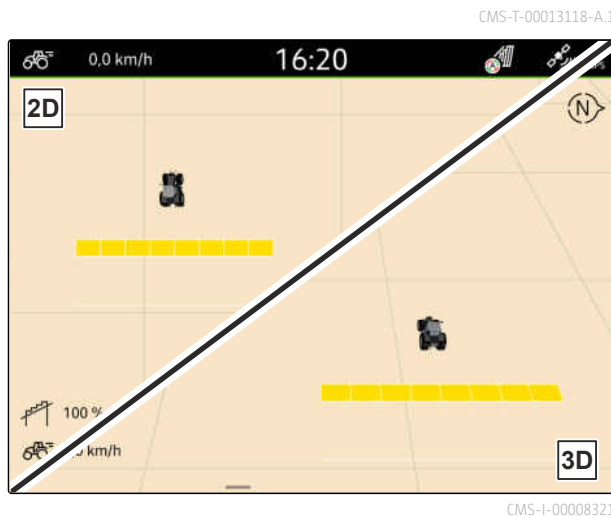 CMS-T-00013118-A.1
0,0 km/h
16:20
2D
N
100 %
km/h
3D
CMS-I-00008321